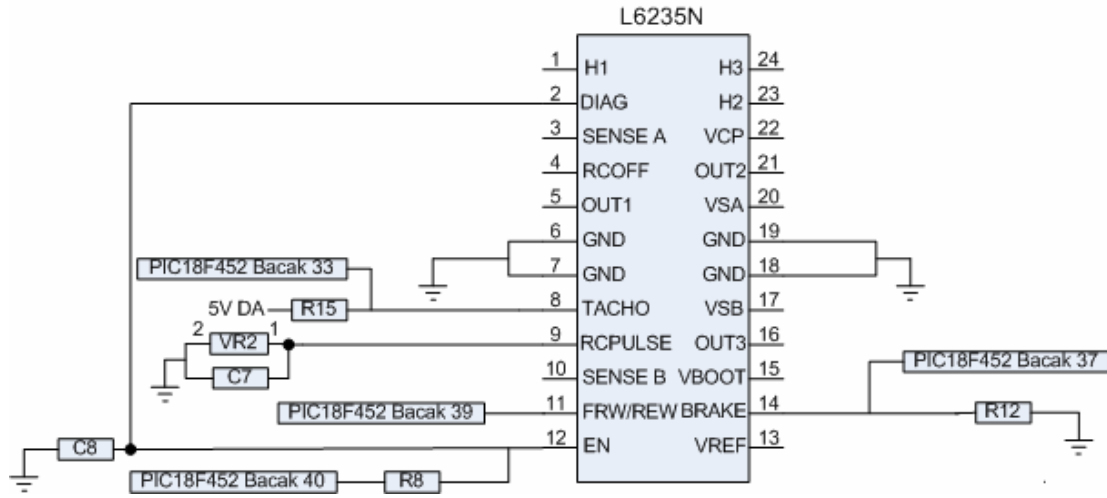 L6235N
1 H1 H3 24
2 DIAG H2 23
3 SENSE A VCP 22
4 RCOFF OUT2 21
5 OUT1 VSA 20
6 GND GND 19
7 GND GND 18
PIC18F452 Bacak 33
5V DA R15 8 TACHO VSB 17
2 VR2 1 9 RCPULSE OUT3 16
C7
10 SENSE B VBOOT 15
PIC18F452 Bacak 37
PIC18F452 Bacak 39 11 FRW/REW BRAKE 14 R12
C8 12 EN VREF 13
PIC18F452 Bacak 40 R8